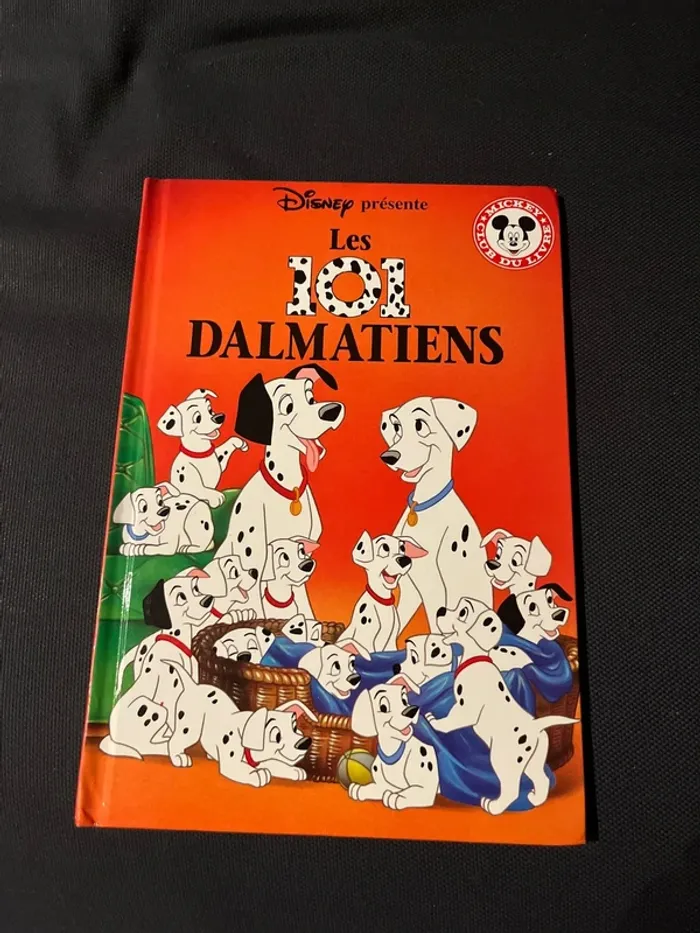 Disney présente
MICKEY
CLUB DU LIVRE
Les
101
DALMATIENS